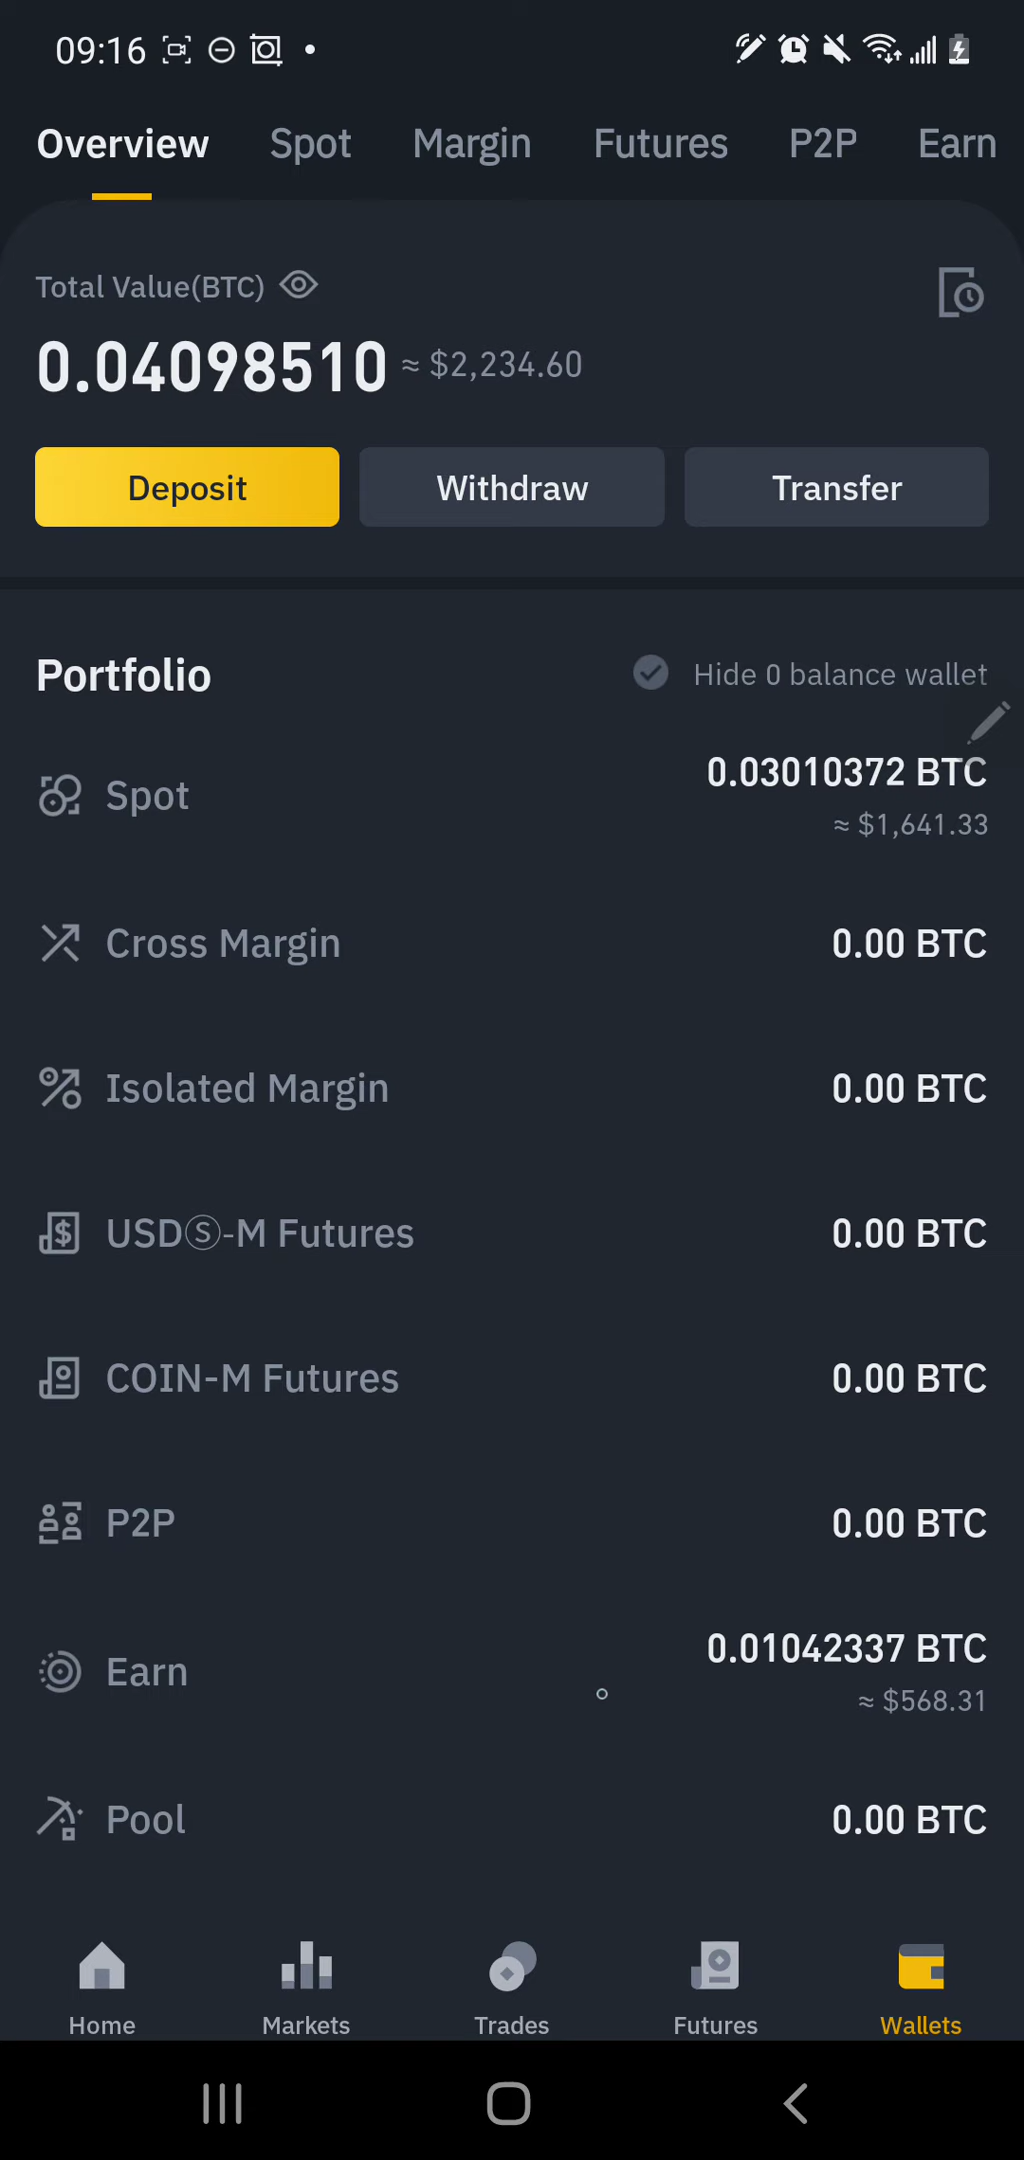 09:16
Overview Spot Margin Futures P2P Earn
Total Value(BTC)
0.04098510 ≈ $2,234.60
Deposit Withdraw Transfer
Portfolio Hide 0 balance wallet
Spot 0.03010372 BTC
≈ $1,641.33
Cross Margin 0.00 BTC
Isolated Margin 0.00 BTC
USDⓈ-M Futures 0.00 BTC
COIN-M Futures 0.00 BTC
P2P 0.00 BTC
Earn 0.01042337 BTC
≈ $568.31
Pool 0.00 BTC
Home Markets Trades Futures Wallets